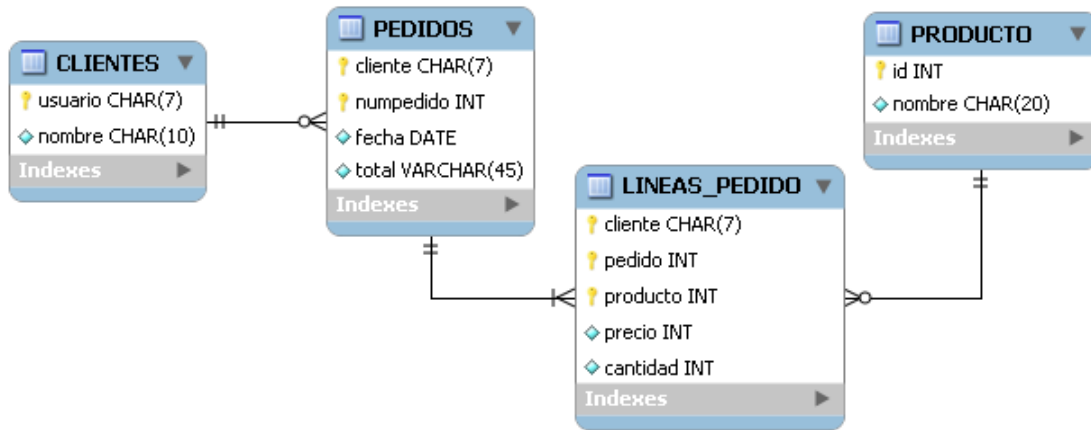 CLIENTES
usuario CHAR(7)
nombre CHAR(10)
Indexes
PEDIDOS
cliente CHAR(7)
numpedido INT
fecha DATE
total VARCHAR(45)
Indexes
LINEAS_PEDIDO
cliente CHAR(7)
pedido INT
producto INT
precio INT
cantidad INT
Indexes
PRODUCTO
id INT
nombre CHAR(20)
Indexes